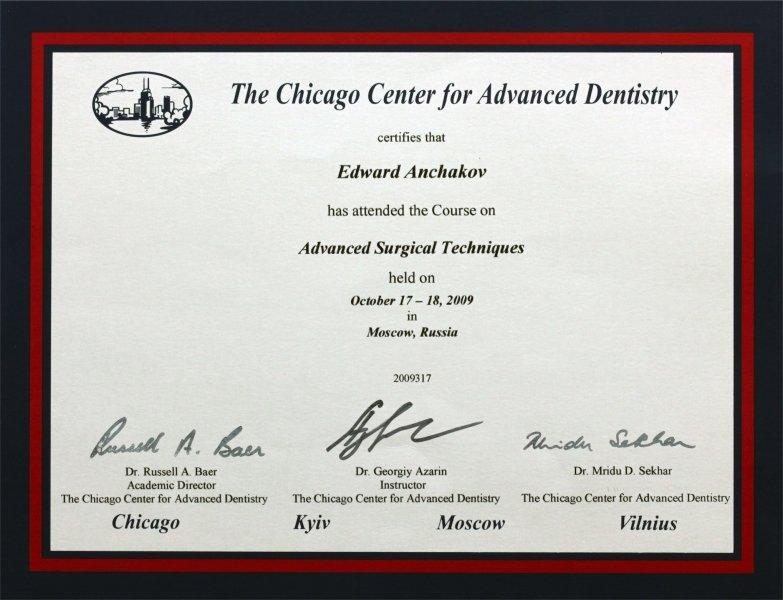 The Chicago Center for Advanced Dentistry
certifies that
Edward Anchakov
has attended the Course on
Advanced Surgical Techniques
held on
October 17 – 18, 2009
in
Moscow, Russia
2009317
Russell A. Baer
Mridu Sekhar
Dr. Russell A. Baer
Academic Director
The Chicago Center for Advanced Dentistry
Dr. Georgiy Azarin
Instructor
The Chicago Center for Advanced Dentistry
Dr. Mridu D. Sekhar
The Chicago Center for Advanced Dentistry
Chicago Kyiv Moscow Vilnius